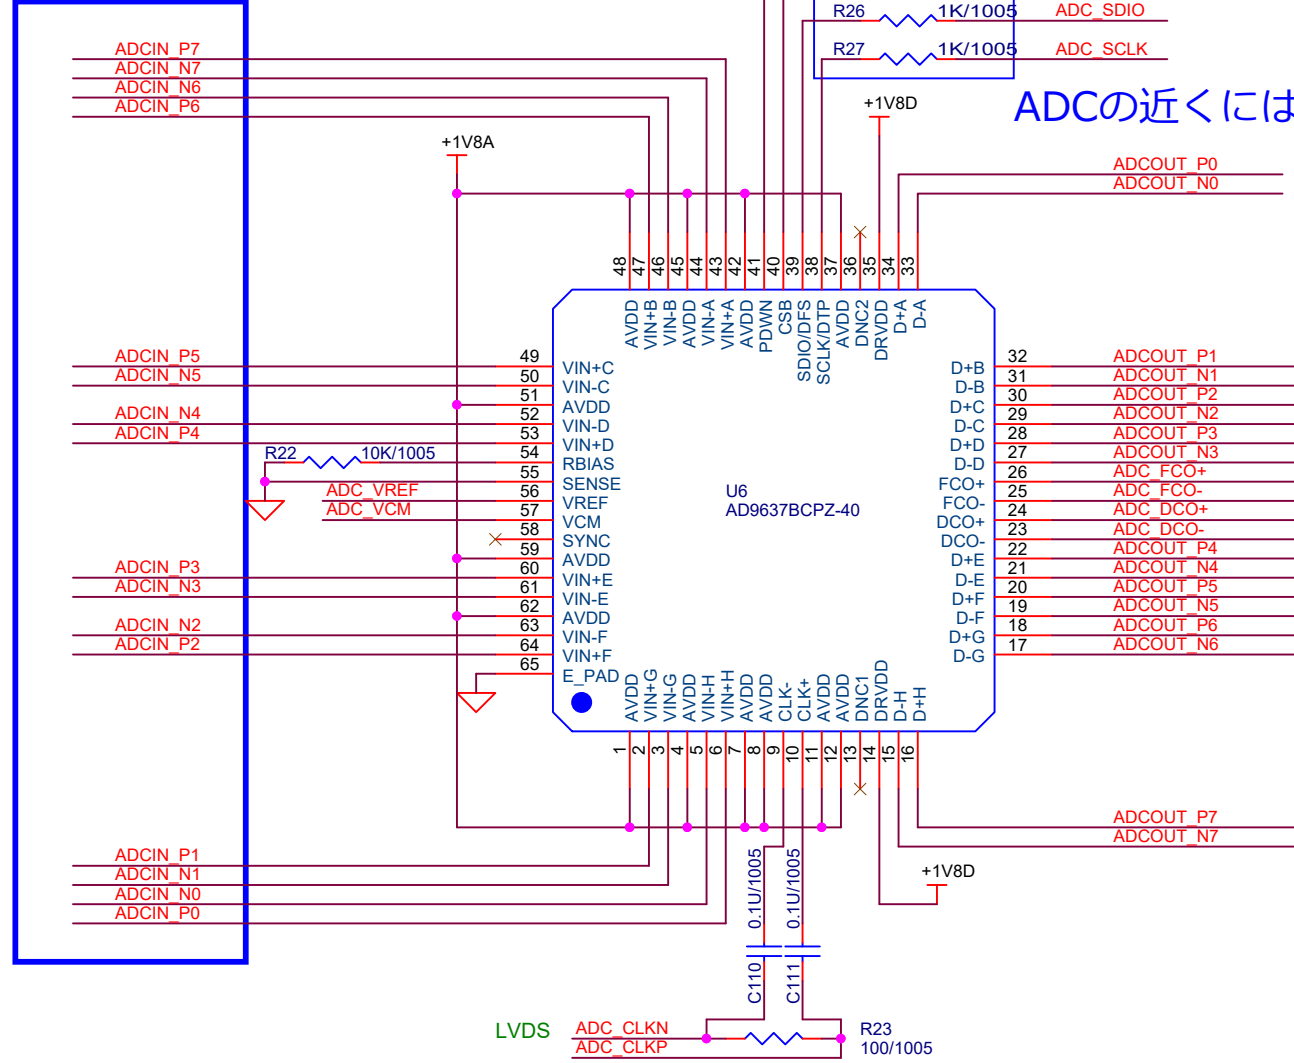 R26 1K/1005 ADC_SDIO
R27 1K/1005 ADC_SCLK
ADCの近くには
ADCIN_P7
ADCIN_N7
ADCIN_N6
ADCIN_P6
+1V8A
+1V8D
ADCOUT_P0
ADCOUT_N0
48 47 46 45 44 43 42 41 40 39 38 37 36 35 34 33
AVDD VIN+B VIN-B AVDD VIN-A VIN+A AVDD PDWN CSB SDIO/DFS SCLK/DTP AVDD DNC2 DRVDD D+A D-A
ADCIN_P5 49 VIN+C
ADCIN_N5 50 VIN-C
51 AVDD
ADCIN_N4 52 VIN-D
ADCIN_P4 53 VIN+D
R22 10K/1005 54 RBIAS
55 SENSE
ADC_VREF 56 VREF
ADC_VCM 57 VCM
58 SYNC
59 AVDD
ADCIN_P3 60 VIN+E
ADCIN_N3 61 VIN-E
62 AVDD
ADCIN_N2 63 VIN-F
ADCIN_P2 64 VIN+F
65 E_PAD
U6
AD9637BCPZ-40
D+B 32 ADCOUT_P1
D-B 31 ADCOUT_N1
D+C 30 ADCOUT_P2
D-C 29 ADCOUT_N2
D+D 28 ADCOUT_P3
D-D 27 ADCOUT_N3
FCO+ 26 ADC_FCO+
FCO- 25 ADC_FCO-
DCO+ 24 ADC_DCO+
DCO- 23 ADC_DCO-
D+E 22 ADCOUT_P4
D-E 21 ADCOUT_N4
D+F 20 ADCOUT_P5
D-F 19 ADCOUT_N5
D+G 18 ADCOUT_P6
D-G 17 ADCOUT_N6
AVDD VIN+G VIN-G AVDD VIN-H VIN+H AVDD AVDD CLK- CLK+ AVDD AVDD DNC1 DRVDD D-H D+H
1 2 3 4 5 6 7 8 9 10 11 12 13 14 15 16
ADCOUT_P7
ADCOUT_N7
+1V8D
ADCIN_P1
ADCIN_N1
ADCIN_N0
ADCIN_P0
C110 0.1U/1005
C111 0.1U/1005
LVDS ADC_CLKN
ADC_CLKP
R23
100/1005